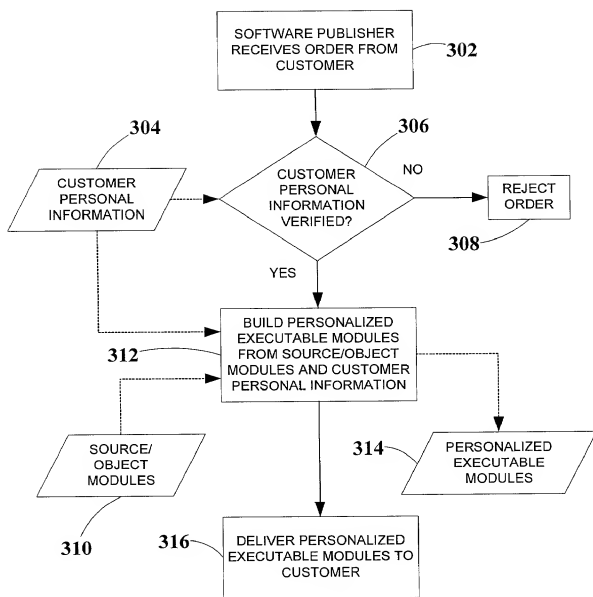 SOFTWARE PUBLISHER
RECEIVES ORDER FROM
CUSTOMER
302
304
306
CUSTOMER
PERSONAL
INFORMATION
CUSTOMER
PERSONAL
INFORMATION
VERIFIED?
NO
REJECT
ORDER
308
YES
BUILD PERSONALIZED
EXECUTABLE MODULES
FROM SOURCE/OBJECT
MODULES AND CUSTOMER
PERSONAL INFORMATION
312
SOURCE/
OBJECT
MODULES
310
314
PERSONALIZED
EXECUTABLE
MODULES
316
DELIVER PERSONALIZED
EXECUTABLE MODULES TO
CUSTOMER